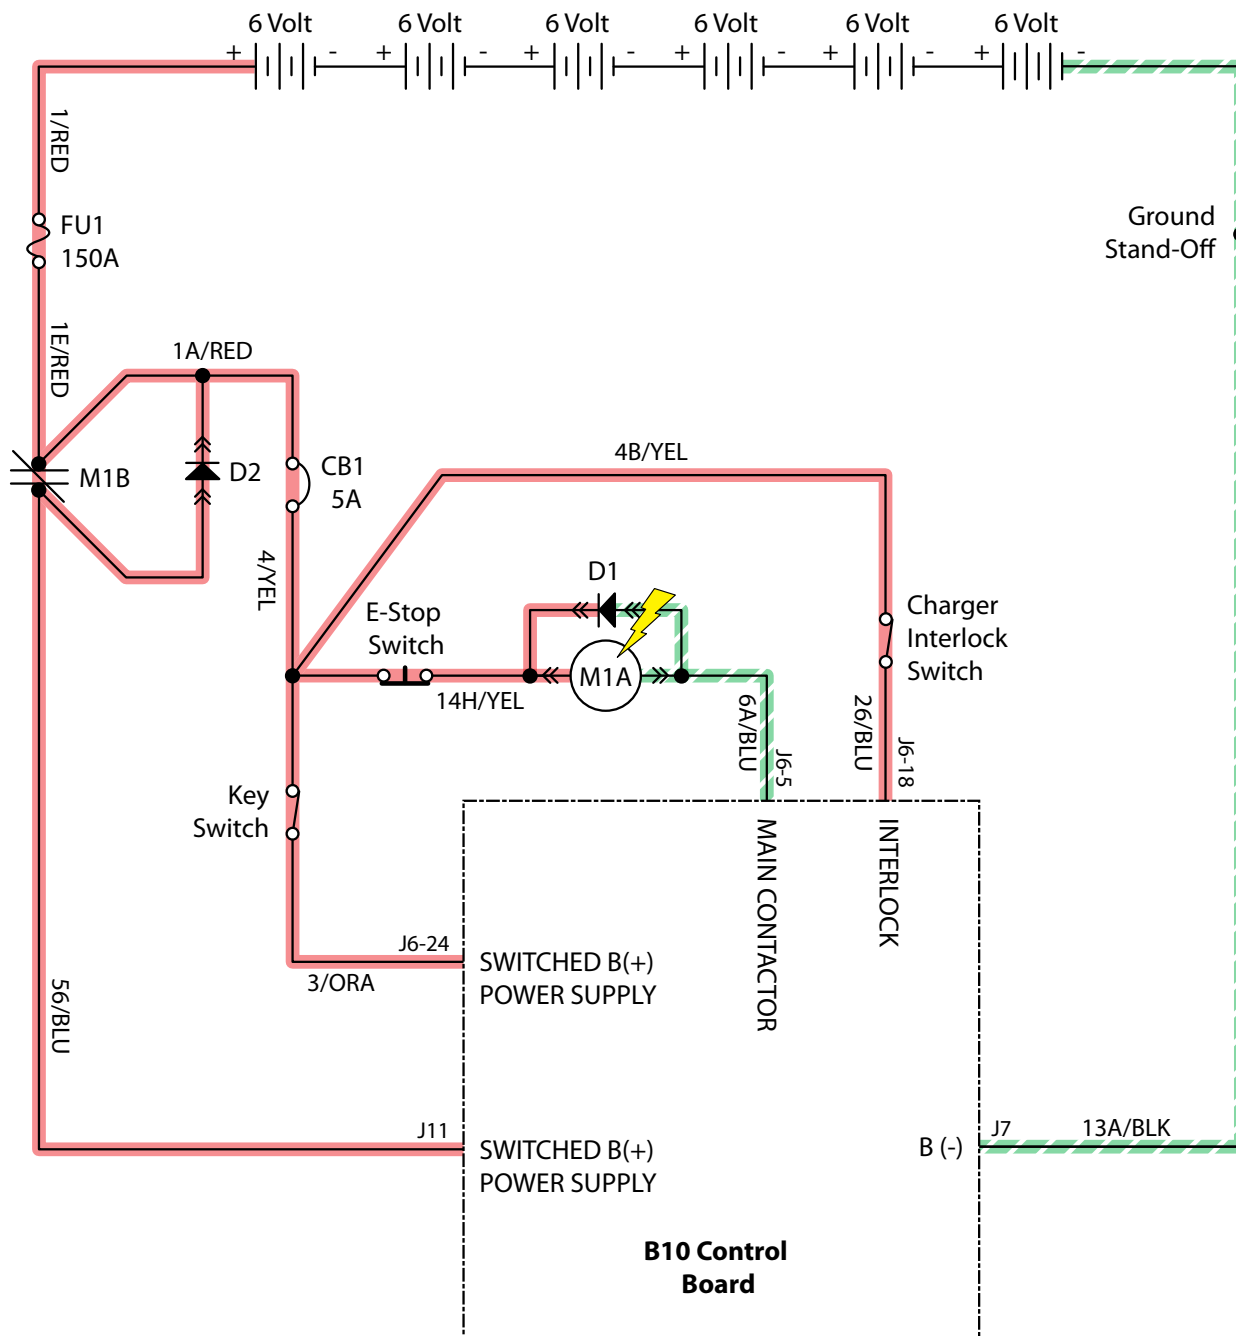 6 Volt 6 Volt 6 Volt 6 Volt 6 Volt 6 Volt
+ - + - + - + - + - + -
1/RED
FU1
150A
Ground
Stand-Off
1E/RED
1A/RED
M1B
D2
CB1
5A
4B/YEL
4/YEL
D1
E-Stop
Switch
M1A
14H/YEL
Charger
Interlock
Switch
6A/BLU
J6-5
26/BLU
J6-18
Key
Switch
MAIN CONTACTOR
INTERLOCK
J6-24
3/ORA
SWITCHED B(+)
POWER SUPPLY
56/BLU
J11
SWITCHED B(+)
POWER SUPPLY
B (-)
J7
13A/BLK
B10 Control
Board